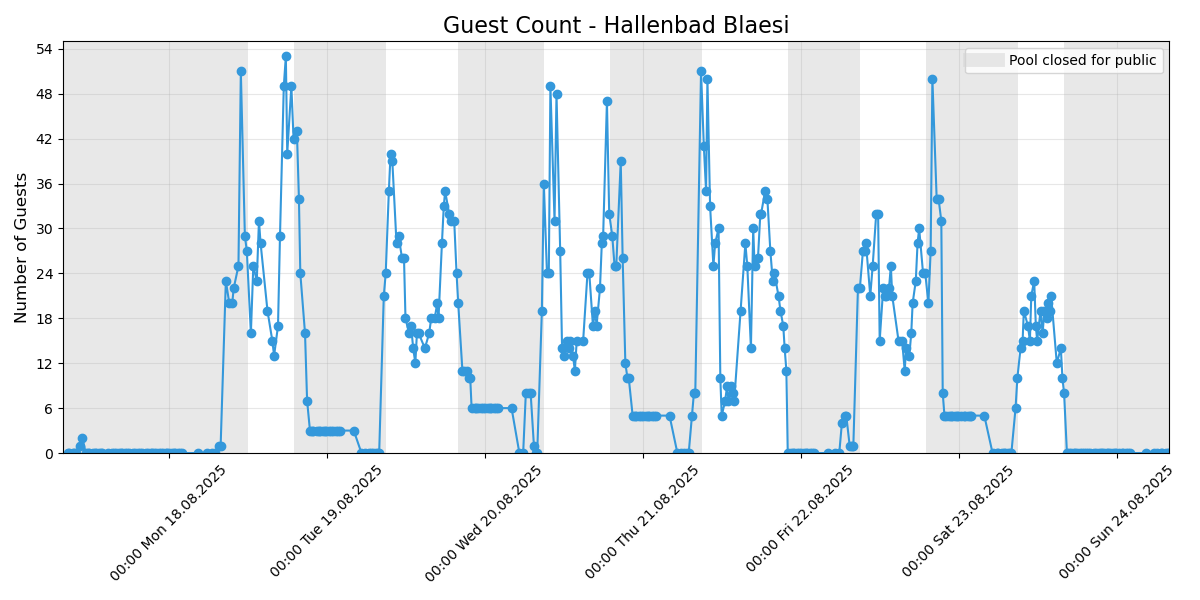 Guest Count - Hallenbad Blaesi
Pool closed for public
Number of Guests
54
48
42
36
30
24
18
12
6
0
00:00 Mon 18.08.2025
00:00 Tue 19.08.2025
00:00 Wed 20.08.2025
00:00 Thu 21.08.2025
00:00 Fri 22.08.2025
00:00 Sat 23.08.2025
00:00 Sun 24.08.2025